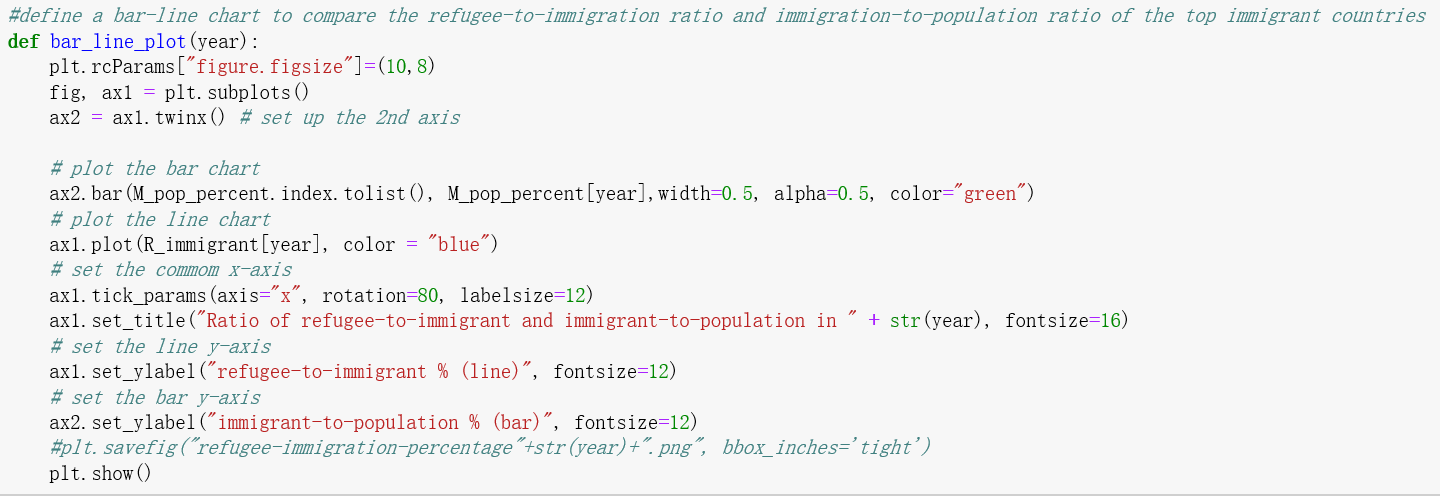 #define a bar-line chart to compare the refugee-to-immigration ratio and immigration-to-population ratio of the top immigrant countries
def bar_line_plot(year):
    plt.rcParams["figure.figsize"]=(10,8)
    fig, ax1 = plt.subplots()
    ax2 = ax1.twinx() # set up the 2nd axis

    # plot the bar chart
    ax2.bar(M_pop_percent.index.tolist(), M_pop_percent[year],width=0.5, alpha=0.5, color="green")
    # plot the line chart
    ax1.plot(R_immigrant[year], color = "blue")
    # set the commom x-axis
    ax1.tick_params(axis="x", rotation=80, labelsize=12)
    ax1.set_title("Ratio of refugee-to-immigrant and immigrant-to-population in " + str(year), fontsize=16)
    # set the line y-axis
    ax1.set_ylabel("refugee-to-immigrant % (line)", fontsize=12)
    # set the bar y-axis
    ax2.set_ylabel("immigrant-to-population % (bar)", fontsize=12)
    #plt.savefig("refugee-immigration-percentage"+str(year)+".png", bbox_inches='tight')
    plt.show()